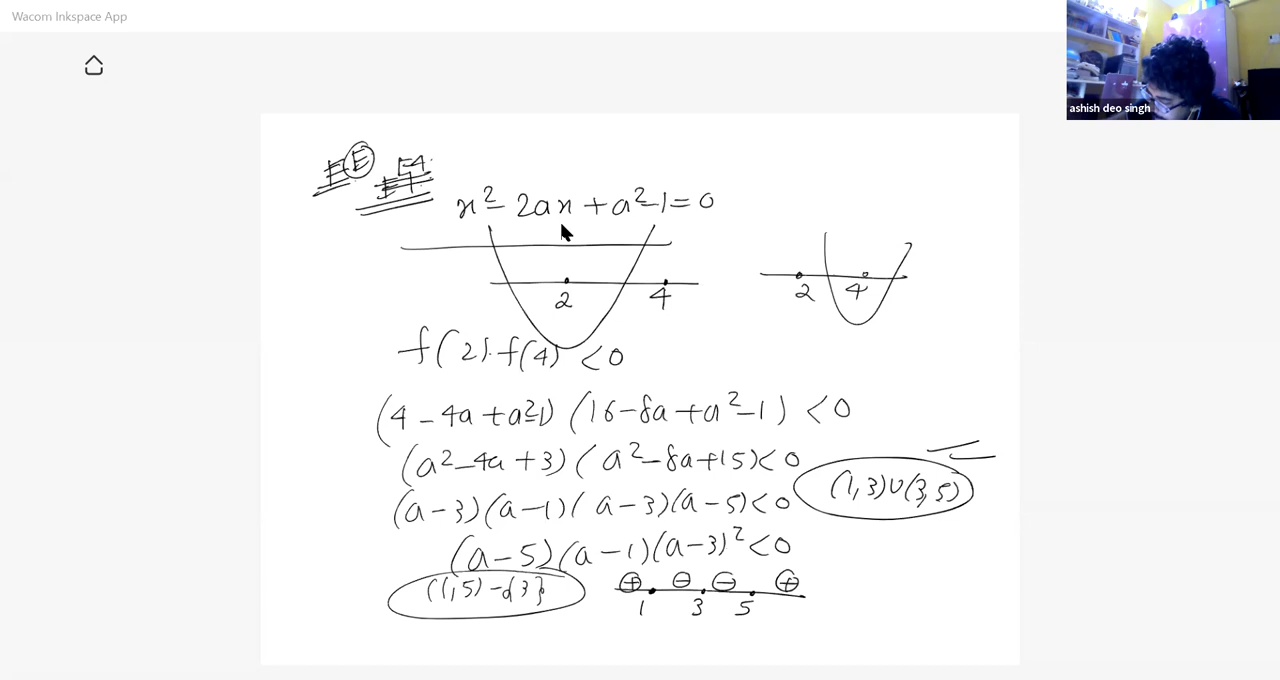 Wacom Inkspace App
ashish deo singh
E4
x² - 2ax + a² - 1 = 0
2 4
2 4
f(2).f(4) < 0
(4 - 4a + a² - 1) (16 - 8a + a² - 1) < 0
(a² - 4a + 3) (a² - 8a + 15) < 0
(1,3)∪(3,5)
(a - 3)(a - 1)(a - 3)(a - 5) < 0
(a - 5)(a - 1)(a - 3)² < 0
(1,5) - {3}
⊕ ⊖ ⊖ ⊕
1 3 5